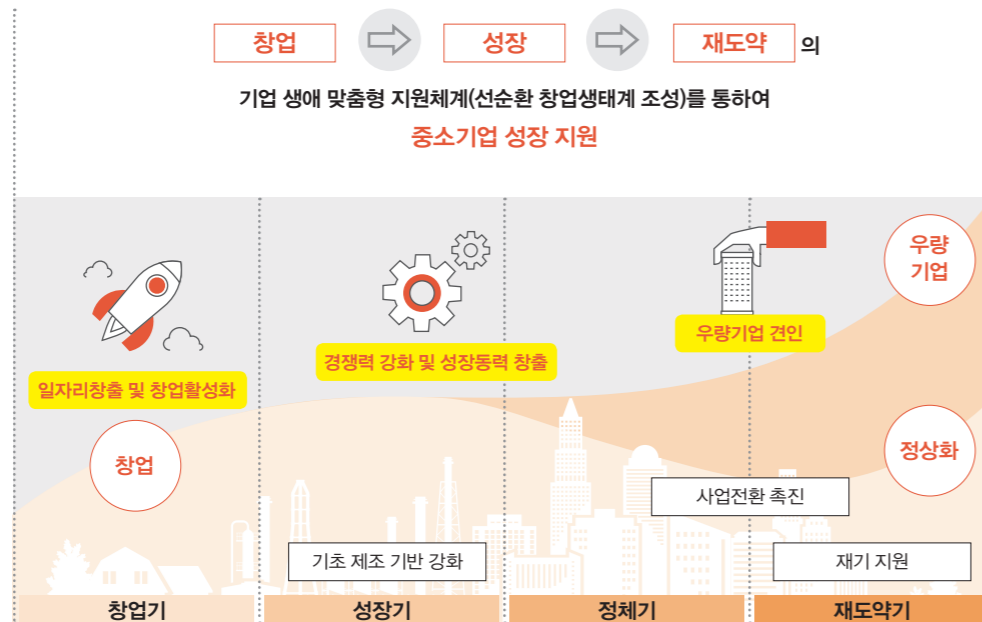 창업 성장 재도약 의
기업 생애 맞춤형 지원체계(선순환 창업생태계 조성)를 통하여
중소기업 성장 지원
우량
기업
우량기업 견인
경쟁력 강화 및 성장동력 창출
일자리창출 및 창업활성화
창업
정상화
사업전환 촉진
기초 제조 기반 강화
재기 지원
창업기 성장기 정체기 재도약기